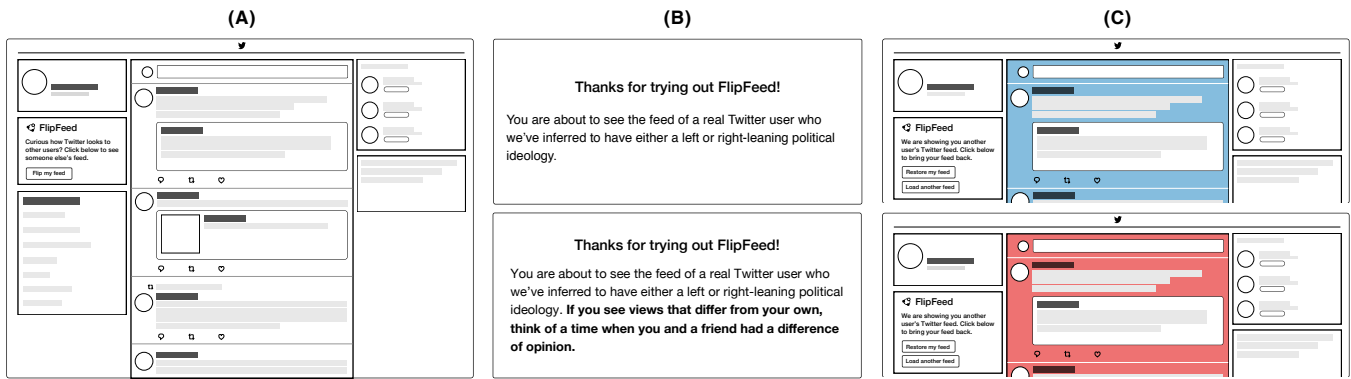 (A)
FlipFeed
Curious how Twitter looks to
other users? Click below to see
someone else's feed.
Flip my feed
(B)
Thanks for trying out FlipFeed!
You are about to see the feed of a real Twitter user who
we've inferred to have either a left or right-leaning political
ideology.
Thanks for trying out FlipFeed!
You are about to see the feed of a real Twitter user who
we've inferred to have either a left or right-leaning political
ideology. If you see views that differ from your own,
think of a time when you and a friend had a difference
of opinion.
(C)
FlipFeed
We are showing you another
user's Twitter feed. Click below
to bring your feed back.
Restore my feed
Load another feed
FlipFeed
We are showing you another
user's Twitter feed. Click below
to bring your feed back.
Restore my feed
Load another feed